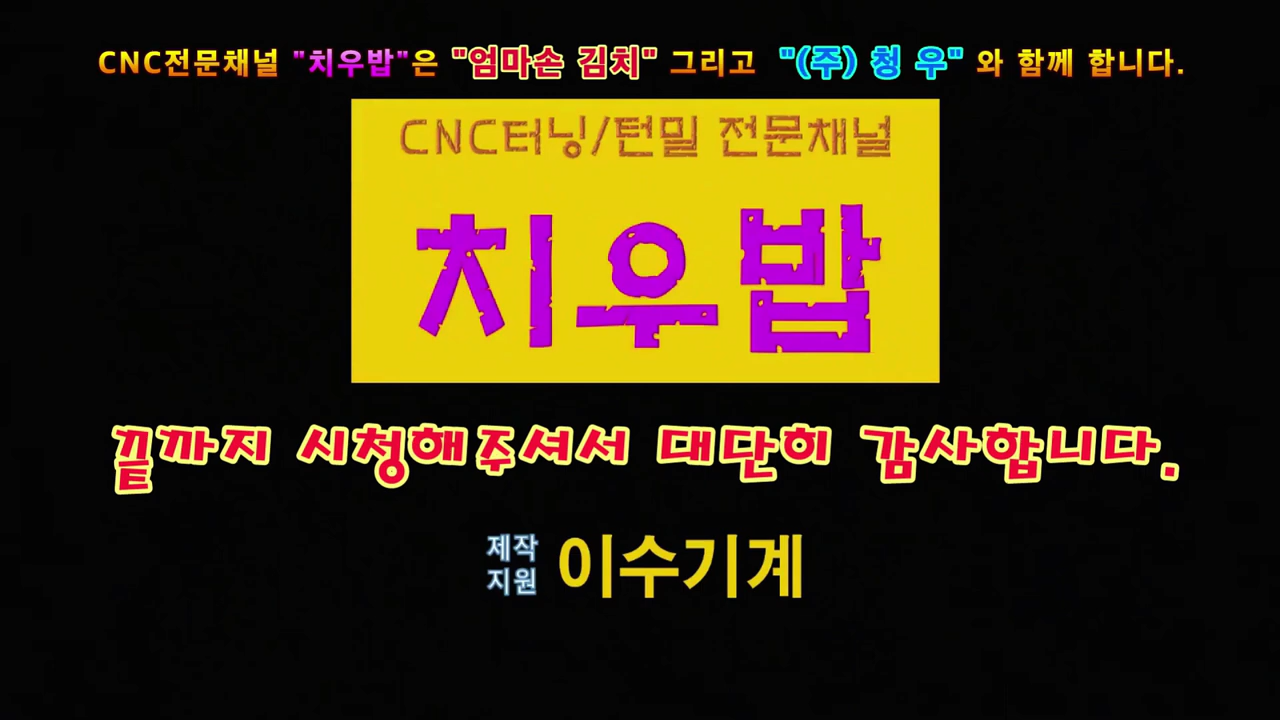 CNC전문채널 "치우밥"은 "엄마손 김치" 그리고 "(주) 청 우" 와 함께 합니다.
CNC터닝/턴밀 전문채널
치우밥
끝까지 시청해주셔서 대단히 감사합니다.
제작
지원
이수기계